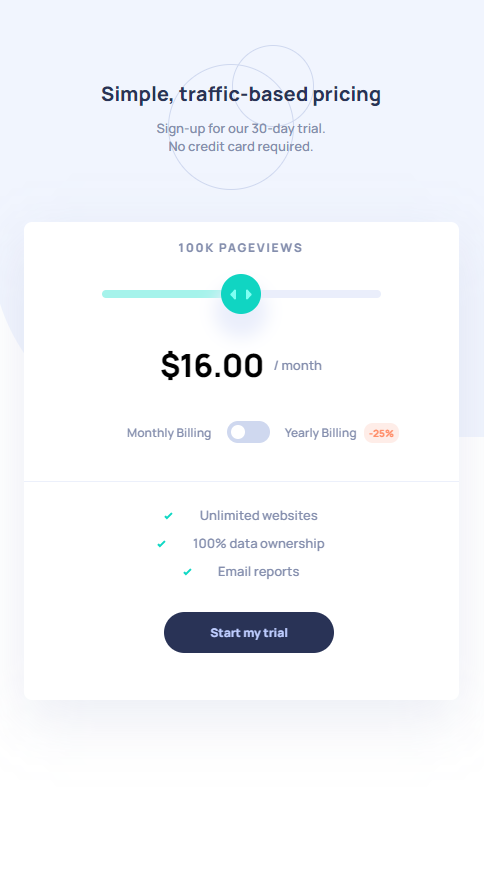 Simple, traffic-based pricing
Sign-up for our 30-day trial.
No credit card required.
100K PAGEVIEWS
$16.00 / month
Monthly Billing Yearly Billing -25%
Unlimited websites
100% data ownership
Email reports
Start my trial